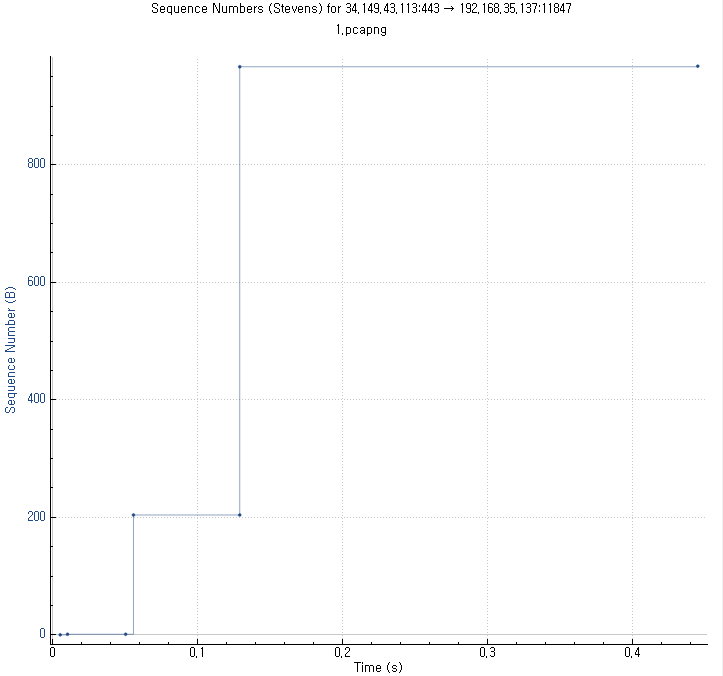 Sequence Numbers (Stevens) for 34,149,43,113:443 → 192,168,35,137:11847
1,pcapng
800
600
400
200
0
Sequence Number (B)
0
0,1
0,2
0,3
0,4
Time (s)